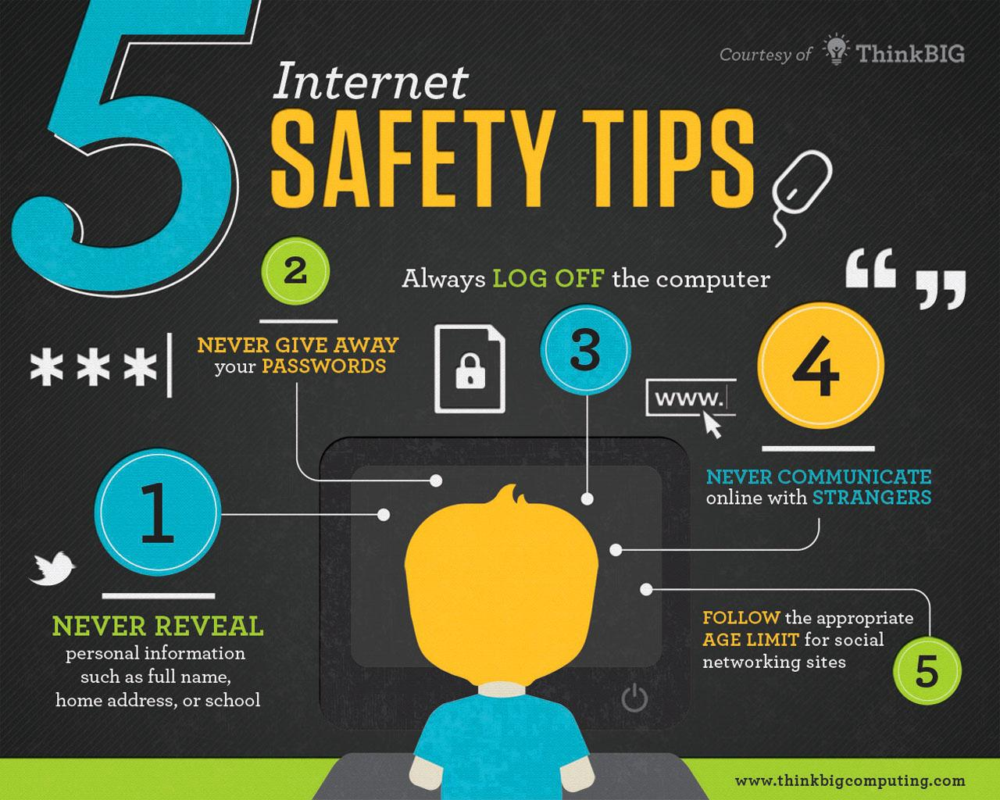 5
Internet
SAFETY TIPS
Courtesy of ThinkBIG
1
NEVER REVEAL
personal information
such as full name,
home address, or school
2
NEVER GIVE AWAY
your PASSWORDS
***|
Always LOG OFF the computer
3
“ ”
4
www.
NEVER COMMUNICATE
online with STRANGERS
FOLLOW the appropriate
AGE LIMIT for social
networking sites
5
www.thinkbigcomputing.com